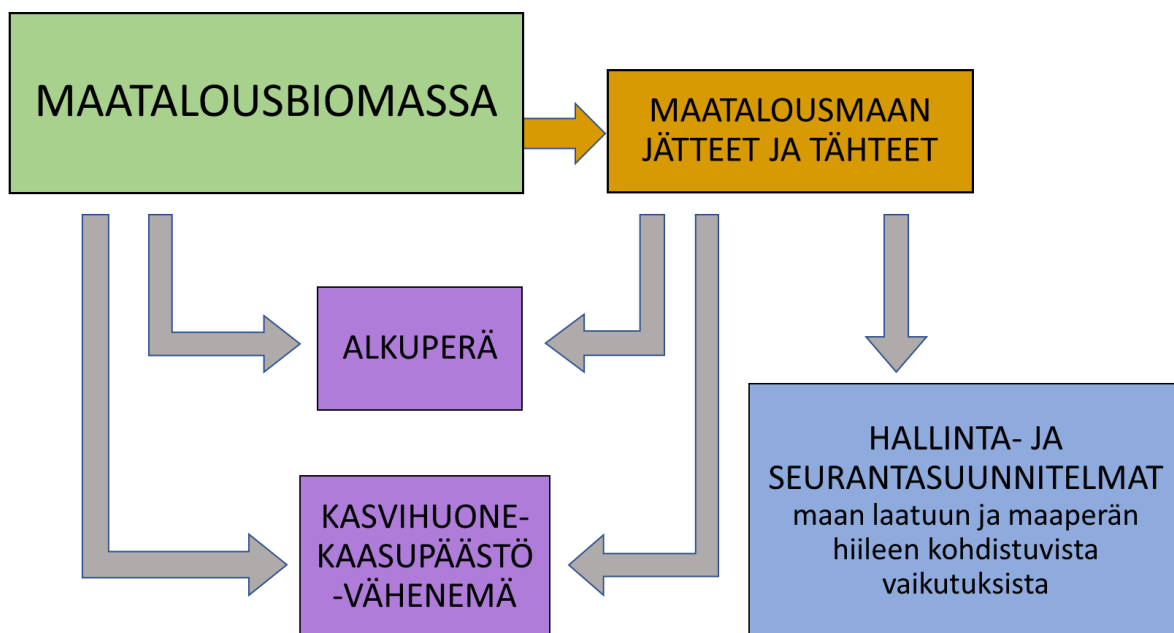 MAATALOUSBIOMASSA
MAATALOUSMAAN
JÄTTEET JA TÄHTEET
ALKUPERÄ
KASVIHUONE-
KAASUPÄÄSTÖ
-VÄHENEMÄ
HALLINTA- JA
SEURANTASUUNNITELMAT
maan laatuun ja maaperän
hiileen kohdistuvista
vaikutuksista